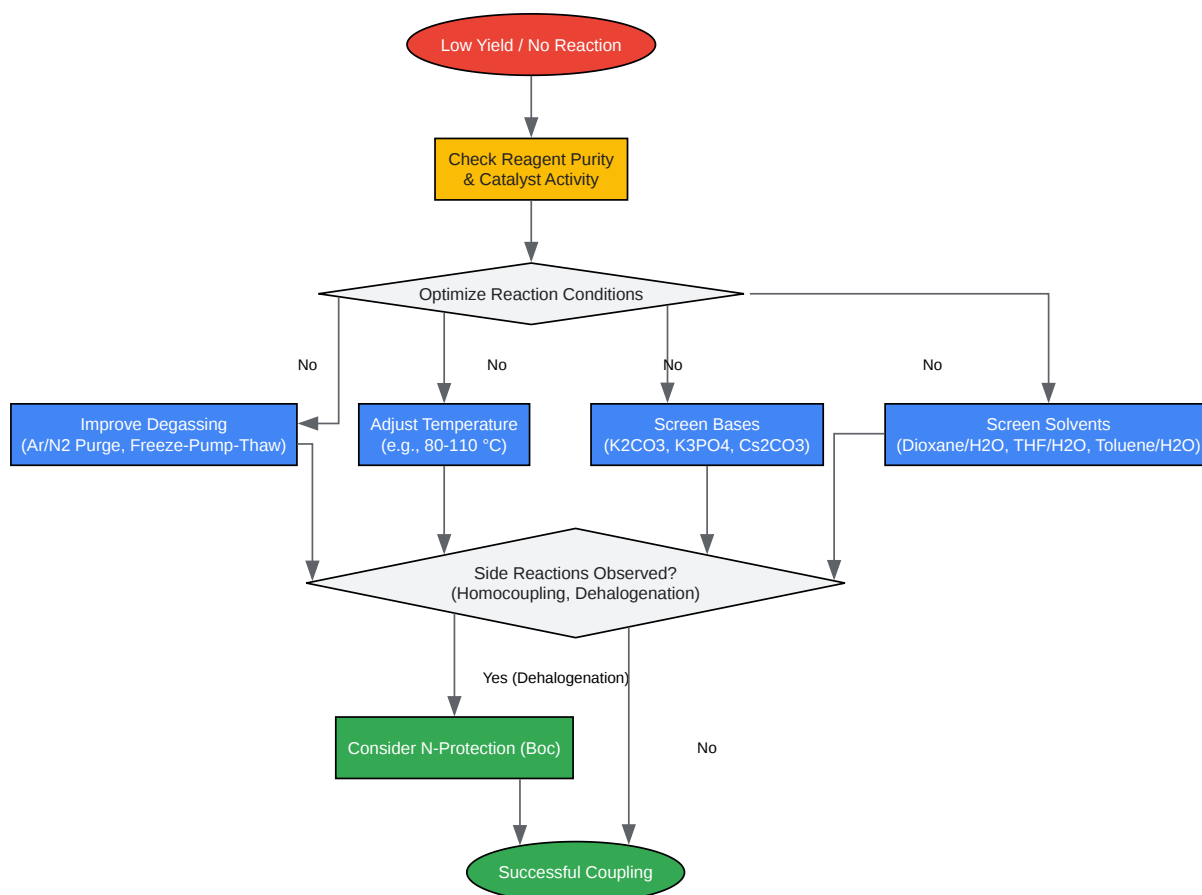 Low Yield / No Reaction
Check Reagent Purity
& Catalyst Activity
Optimize Reaction Conditions
No
No
No
No
Improve Degassing
(Ar/N2 Purge, Freeze-Pump-Thaw)
Adjust Temperature
(e.g., 80-110 °C)
Screen Bases
(K2CO3, K3PO4, Cs2CO3)
Screen Solvents
(Dioxane/H2O, THF/H2O, Toluene/H2O)
Side Reactions Observed?
(Homocoupling, Dehalogenation)
Yes (Dehalogenation)
Consider N-Protection (Boc)
No
Successful Coupling